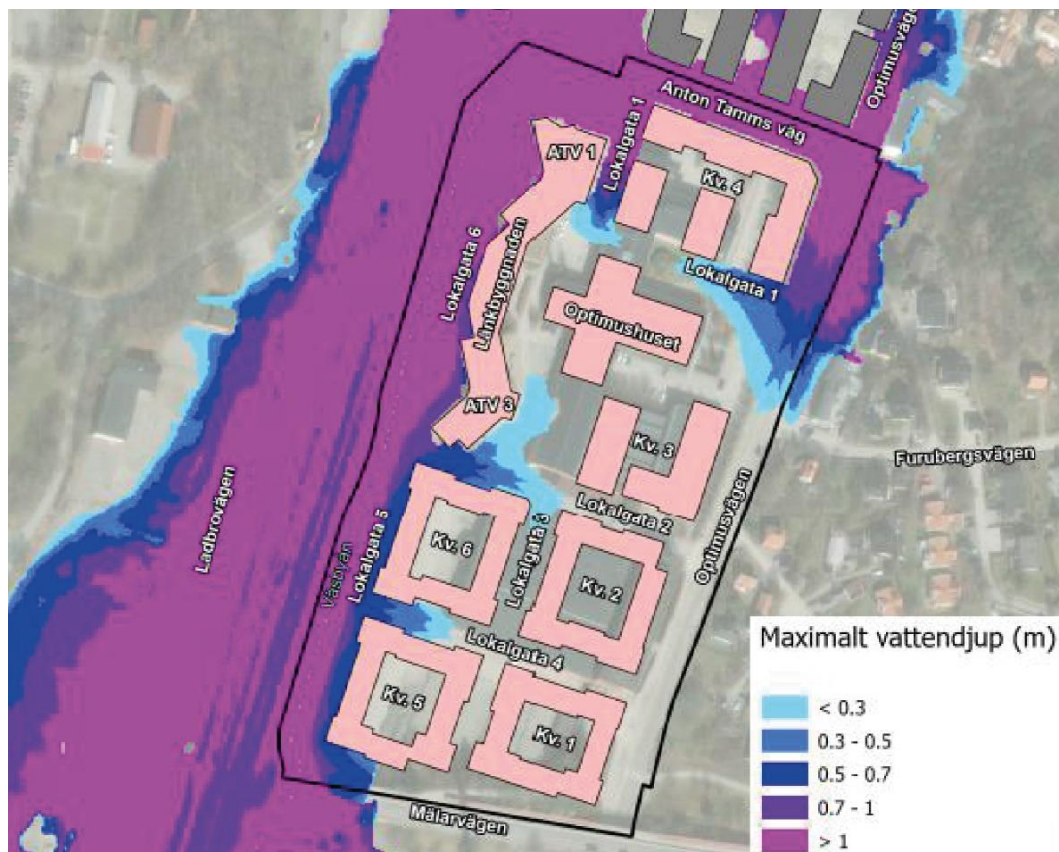 Optimusvägen
Anton Tamms väg
ATV 1
Lokalgata 1
Kv. 4
Lokalgata 6
Länkbyggnaden
Lokalgata 1
Optimushuset
ATV 3
Kv. 3
Furubergsvägen
Ladbrovägen
Väsbyån
Lokalgata 5
Kv. 6
Lokalgata 3
Lokalgata 2
Kv. 2
Optimusvägen
Lokalgata 4
Kv. 5
Kv. 1
Mälarvägen
Maximalt vattendjup (m)
< 0.3
0.3 - 0.5
0.5 - 0.7
0.7 - 1
> 1